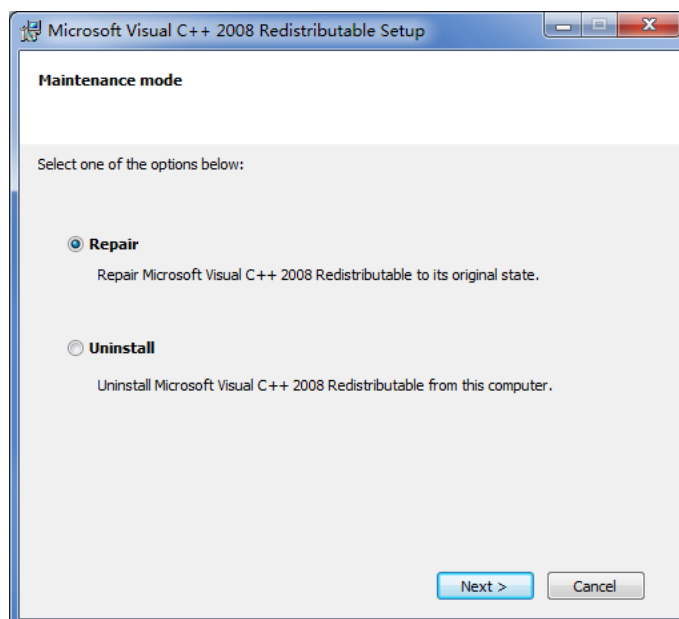 Microsoft Visual C++ 2008 Redistributable Setup
Maintenance mode
Select one of the options below:
Repair
Repair Microsoft Visual C++ 2008 Redistributable to its original state.
Uninstall
Uninstall Microsoft Visual C++ 2008 Redistributable from this computer.
Next >
Cancel